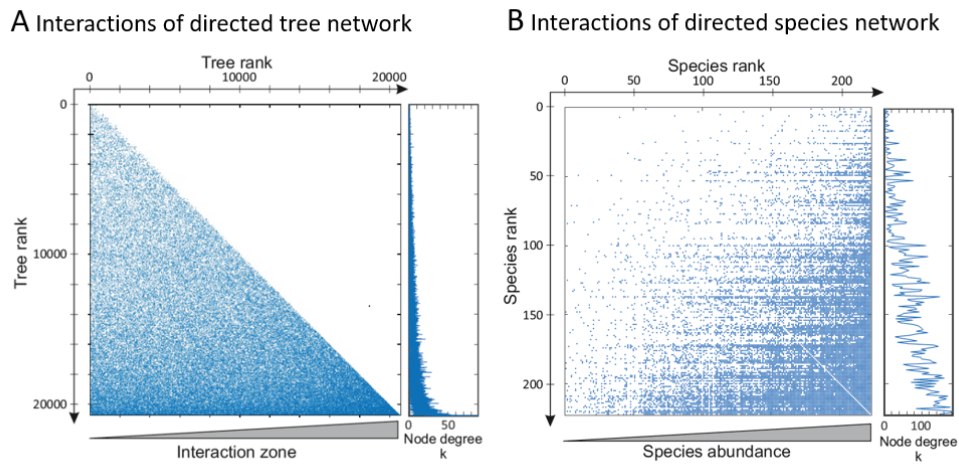 A Interactions of directed tree network
Tree rank
0 10000 20000
Tree rank
0
10000
20000
0 50
Node degree
k
Interaction zone
B Interactions of directed species network
Species rank
0 50 100 150 200
Species rank
0
50
100
150
200
0 100
Node degree
k
Species abundance